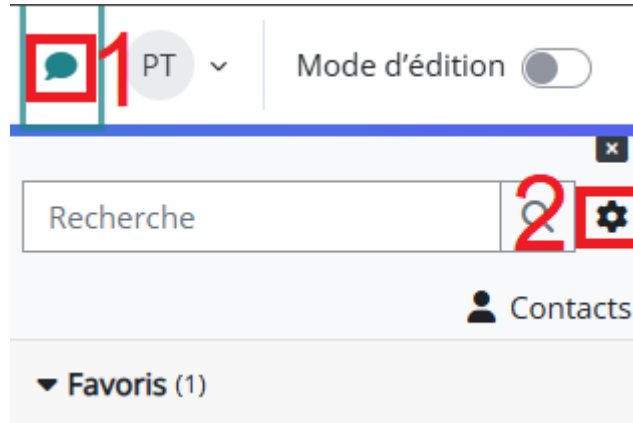 1 PT Mode d’édition
Recherche 2
Contacts
Favoris (1)